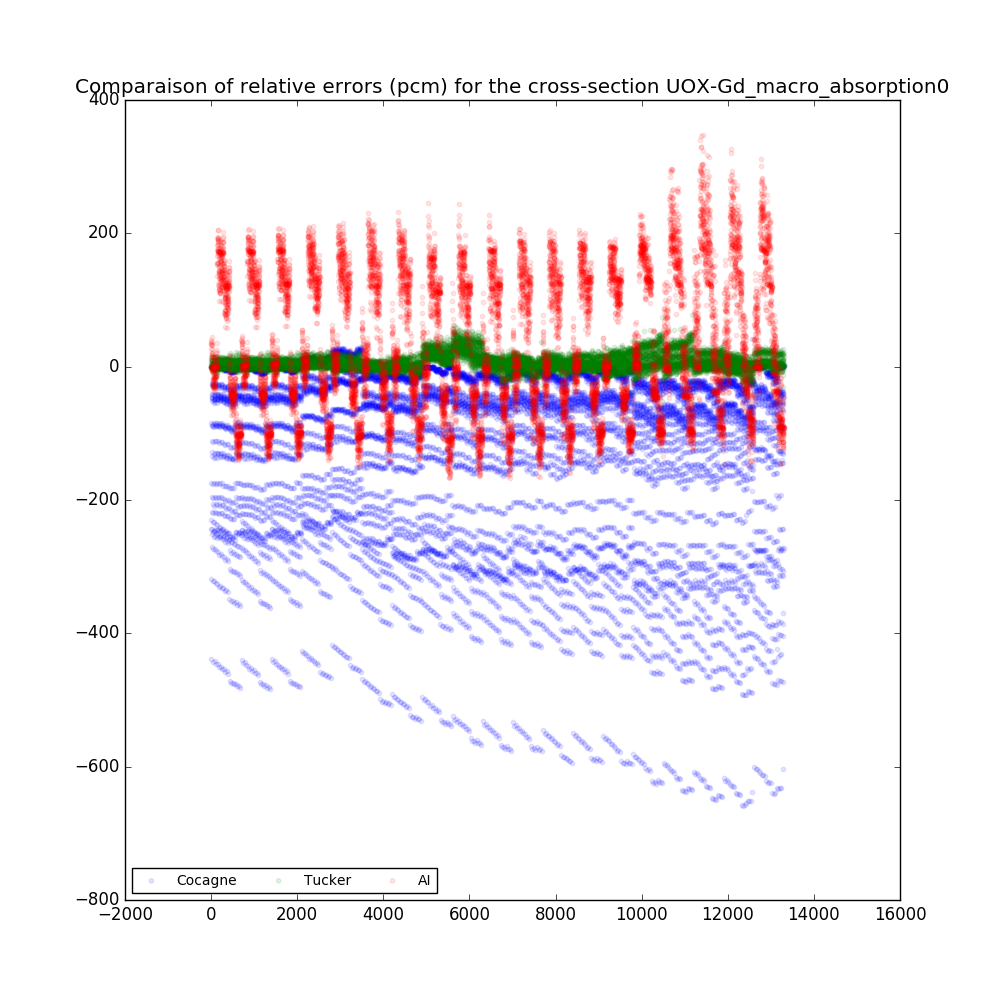 Comparaison of relative errors (pcm) for the cross-section UOX-Gd_macro_absorption0
400
200
0
−200
−400
−600
−800
−2000 0 2000 4000 6000 8000 10000 12000 14000 16000
Cocagne Tucker AI